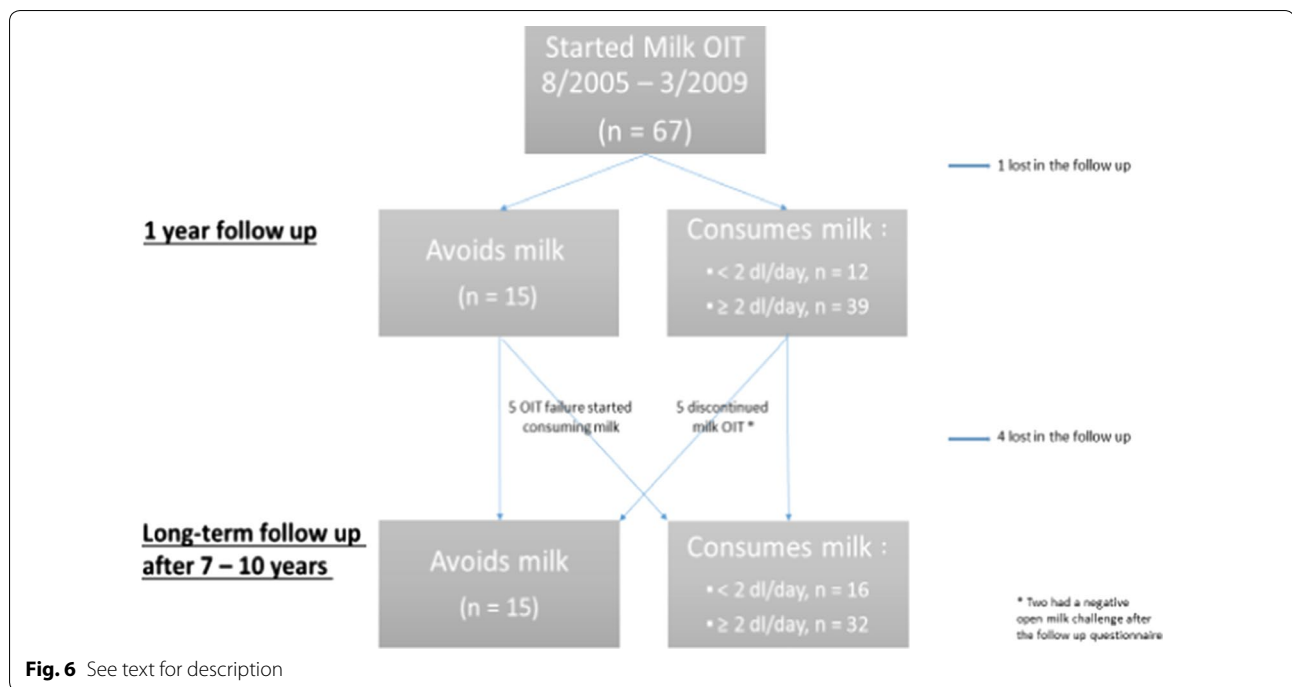 Started Milk OIT
8/2005 – 3/2009
(n = 67)
1 lost in the follow up
1 year follow up
Avoids milk
(n = 15)
Consumes milk :
▪ < 2 dl/day, n = 12
▪ ≥ 2 dl/day, n = 39
5 OIT failure started
consuming milk
5 discontinued
milk OIT *
4 lost in the follow up
Long-term follow up
after 7 – 10 years
Avoids milk
(n = 15)
Consumes milk :
▪ < 2 dl/day, n = 16
▪ ≥ 2 dl/day, n = 32
* Two had a negative
open milk challenge after
the follow up questionnaire
Fig. 6 See text for description